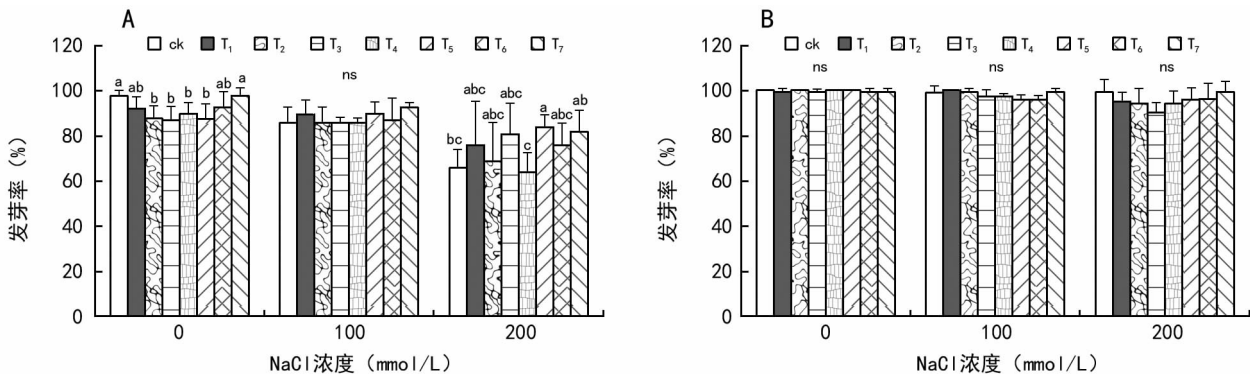 A
120
100
80
60
40
20
0
发芽率（%）
ck T₁ T₂ T₃ T₄ T₅ T₆ T₇
a ab b b b b ab a
ns
bc abc abc abc c a abc ab
0 100 200
NaCl浓度（mmol/L）
B
120
100
80
60
40
20
0
发芽率（%）
ck T₁ T₂ T₃ T₄ T₅ T₆ T₇
ns ns ns
0 100 200
NaCl浓度（mmol/L）